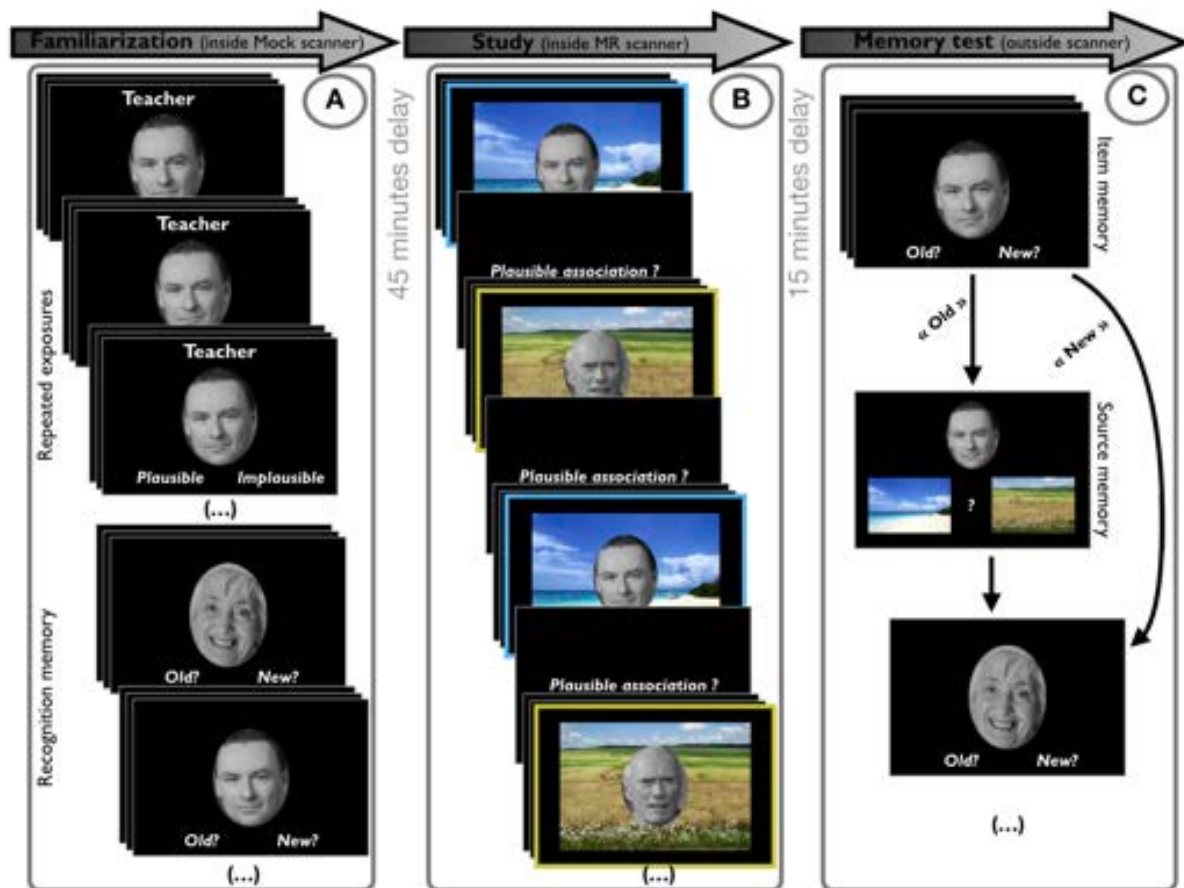 Familiarization (inside Mock scanner)
A
Teacher
Teacher
Teacher
Plausible Implausible
(...)
Repeated exposures
Old? New?
Old? New?
(...)
Recognition memory
45 minutes delay
Study (inside MR scanner)
B
Plausible association ?
Plausible association ?
Plausible association ?
(...)
15 minutes delay
Memory test (outside scanner)
C
Old? New?
Item memory
« Old »
« New »
?
Source memory
Old? New?
(...)